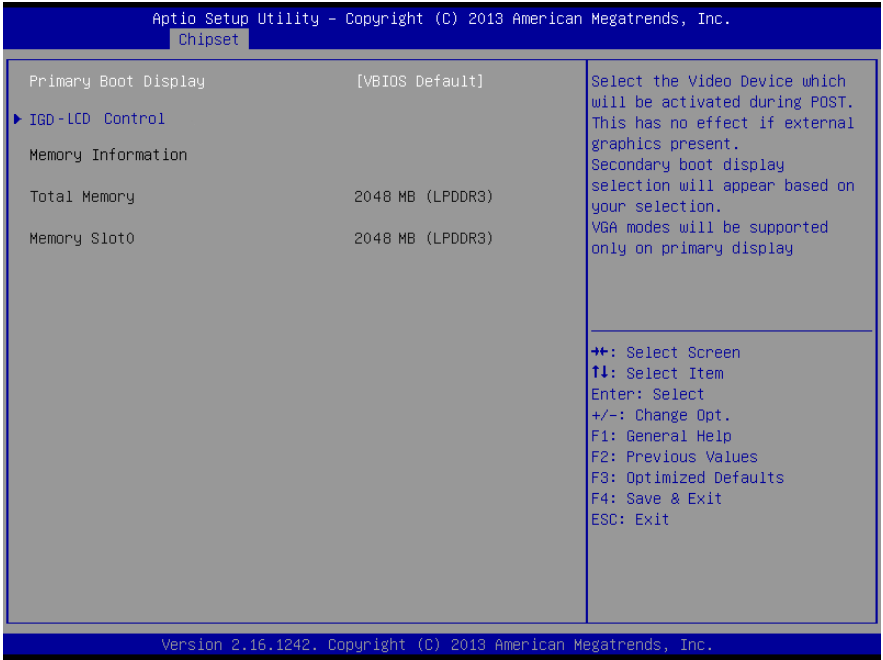 Aptio Setup Utility – Copyright (C) 2013 American Megatrends, Inc.
Chipset
Primary Boot Display [VBIOS Default]
IGD-LCD Control
Memory Information
Total Memory 2048 MB (LPDDR3)
Memory Slot0 2048 MB (LPDDR3)
Select the Video Device which
will be activated during POST.
This has no effect if external
graphics present.
Secondary boot display
selection will appear based on
your selection.
VGA modes will be supported
only on primary display
→←: Select Screen
↑↓: Select Item
Enter: Select
+/-: Change Opt.
F1: General Help
F2: Previous Values
F3: Optimized Defaults
F4: Save & Exit
ESC: Exit
Version 2.16.1242. Copyright (C) 2013 American Megatrends, Inc.